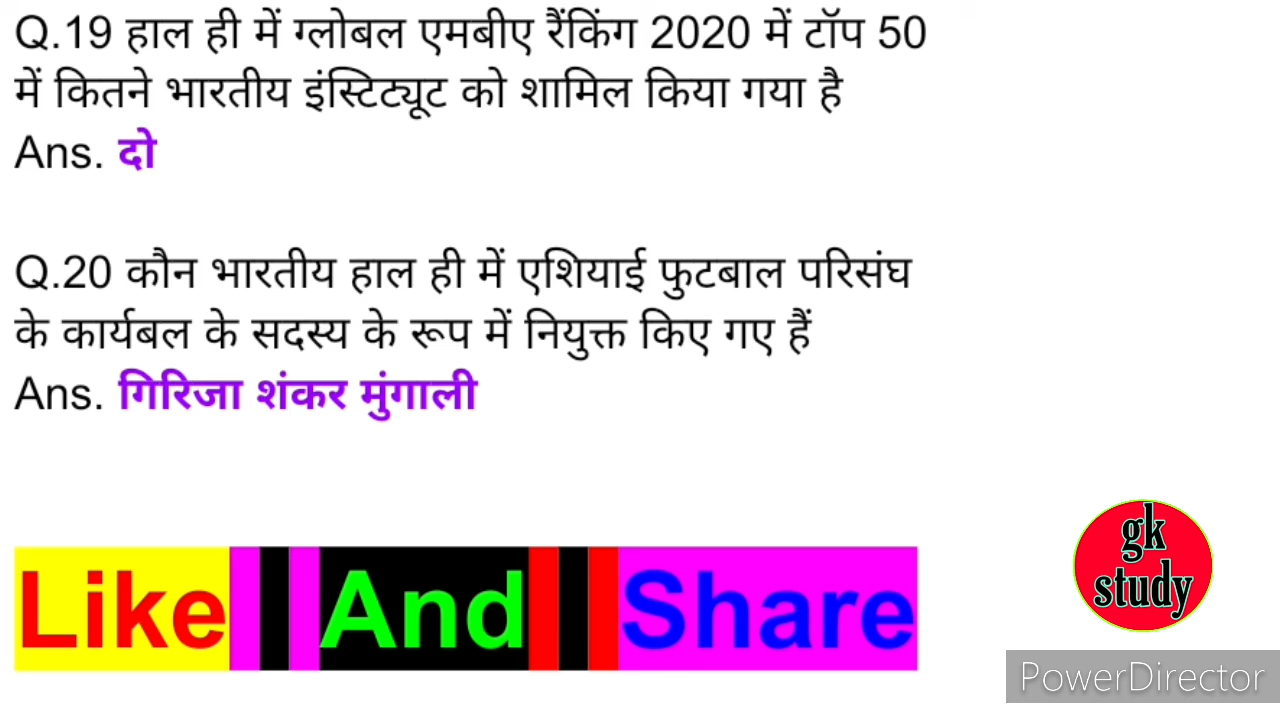 Q.19 हाल ही में ग्लोबल एमबीए रैंकिंग 2020 में टॉप 50
में कितने भारतीय इंस्टिट्यूट को शामिल किया गया है
Ans. दो
Q.20 कौन भारतीय हाल ही में एशियाई फुटबाल परिसंघ
के कार्यबल के सदस्य के रूप में नियुक्त किए गए हैं
Ans. गिरिजा शंकर मुंगाली
Like And Share
gk
study
PowerDirector